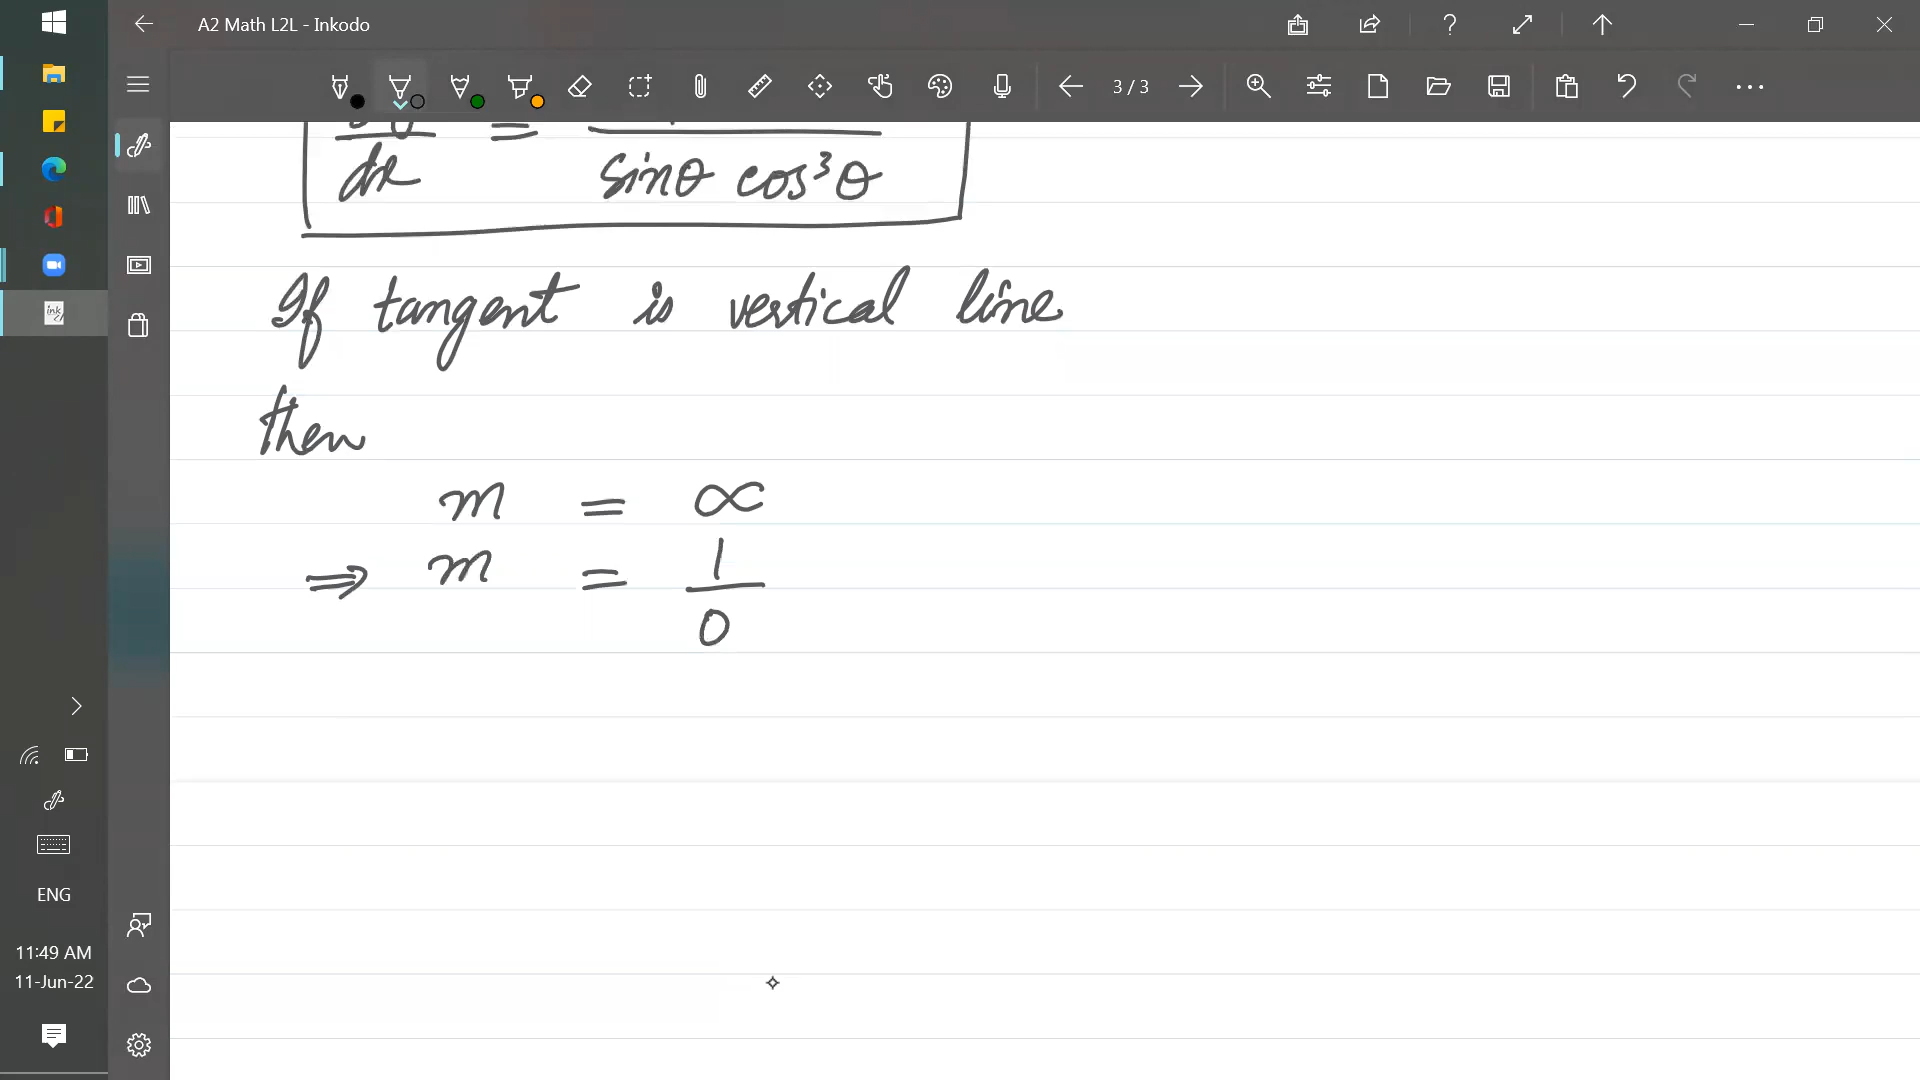 A2 Math L2L - Inkodo
3 / 3
dx = sinθ cos³θ
If tangent is vertical line
then
m = ∝
⇒ m = 1/0
ENG
11:49 AM
11-Jun-22